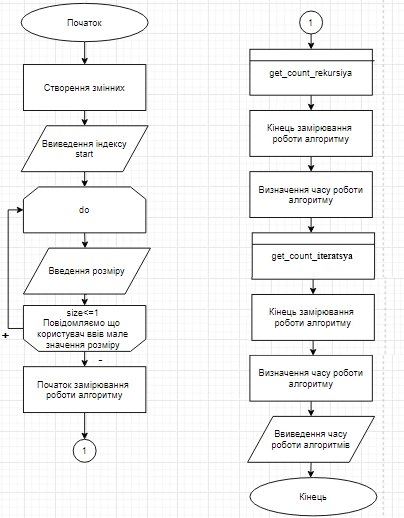 Початок
Створення змінних
Ввиведення індексу
start
do
Введення розміру
size<=1
Повідомляємо що
користувач ввів мале
значення розміру
+
-
Початок замірювання
роботи алгоритму
1
1
get_count_rekursiya
Кінець замірювання
роботи алгоритму
Визначення часу роботи
алгоритму
get_count_iteratsya
Кінець замірювання
роботи алгоритму
Визначення часу роботи
алгоритму
Ввиведення часу
роботи алгоритмів
Кінець